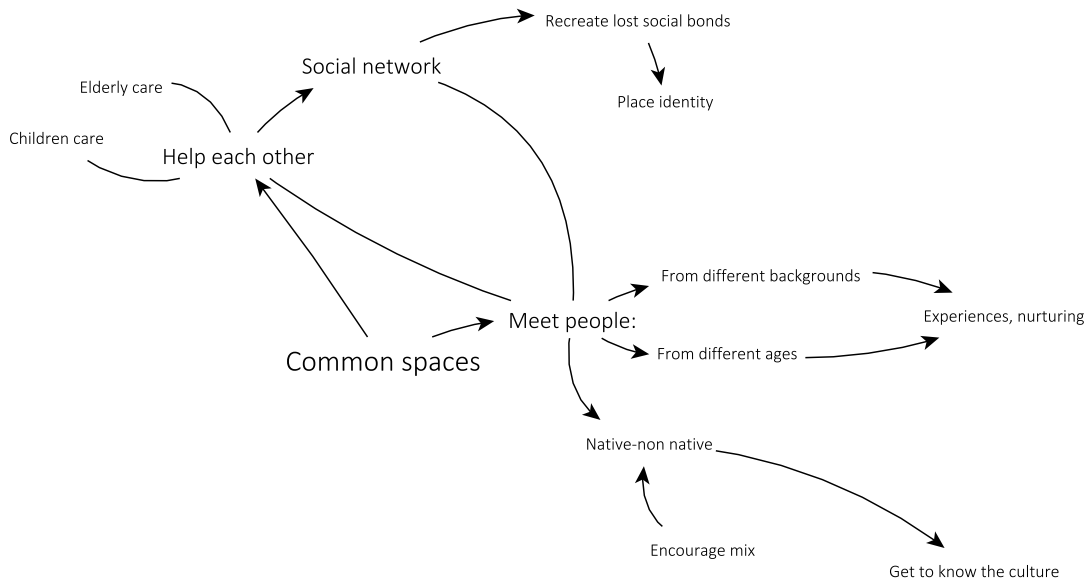 Recreate lost social bonds
Social network
Elderly care
Place identity
Children care
Help each other
From different backgrounds
Experiences, nurturing
Meet people:
From different ages
Common spaces
Native-non native
Encourage mix
Get to know the culture